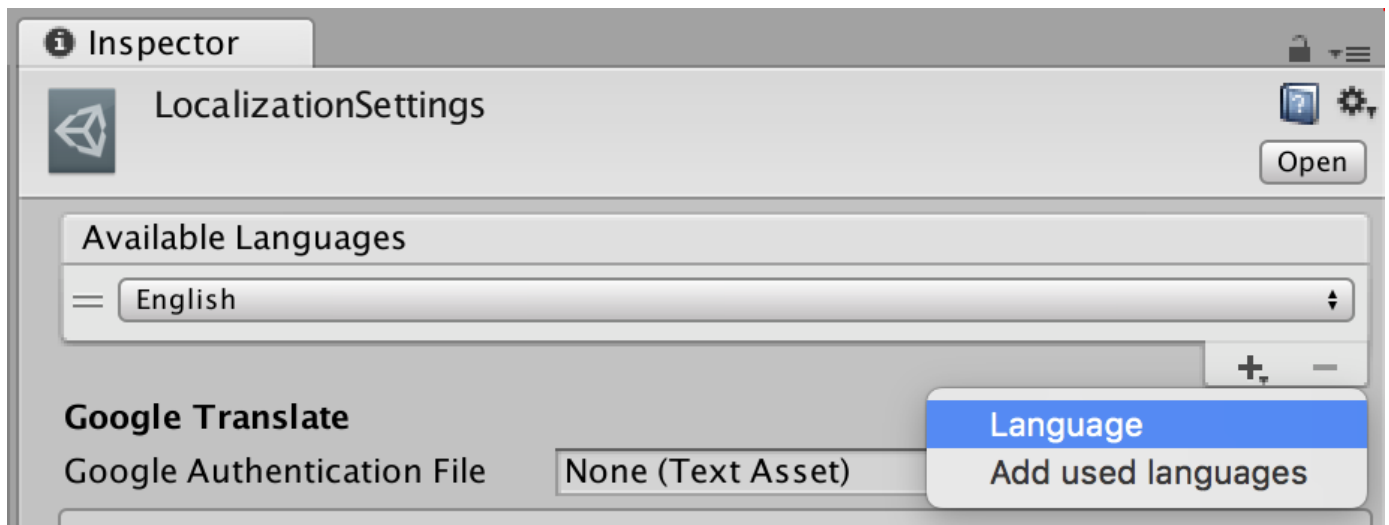 Inspector
LocalizationSettings
Open
Available Languages
English
Google Translate
Language
Google Authentication File None (Text Asset)
Add used languages